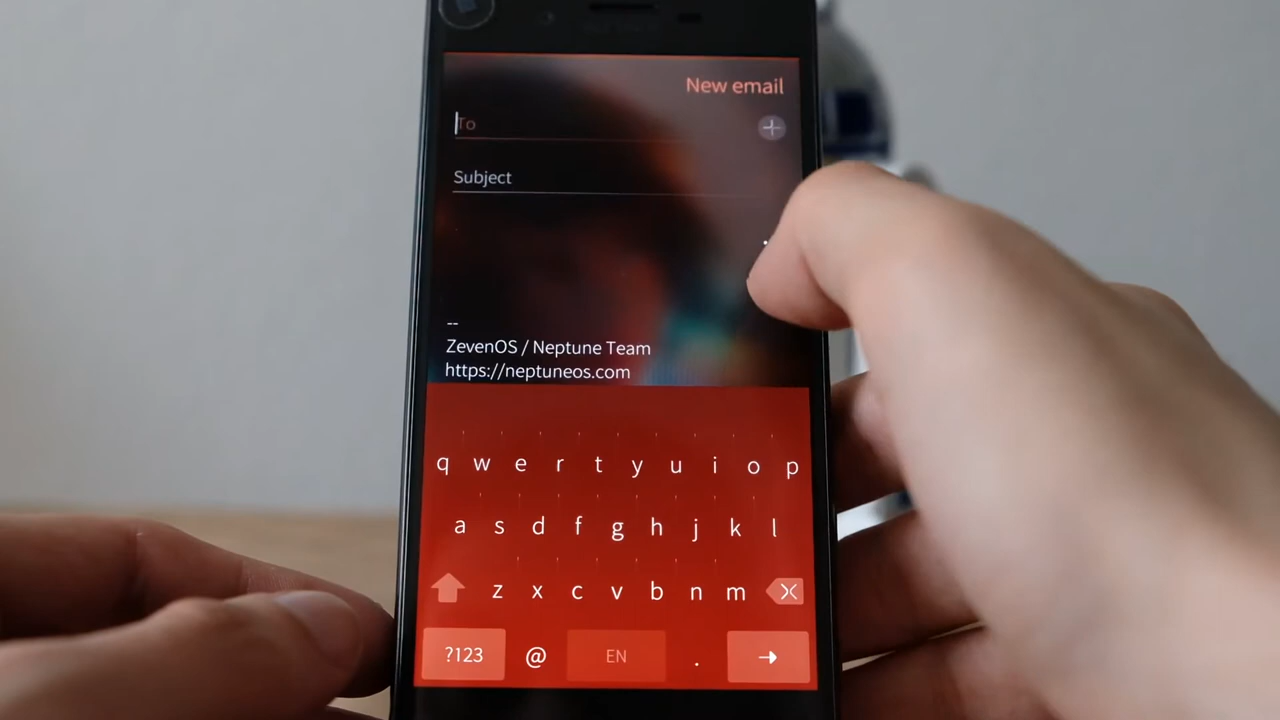 New email
To
Subject
--
ZevenOS / Neptune Team
https://neptuneos.com
q w e r t y u i o p
a s d f g h j k l
z x c v b n m
?123 @ EN .